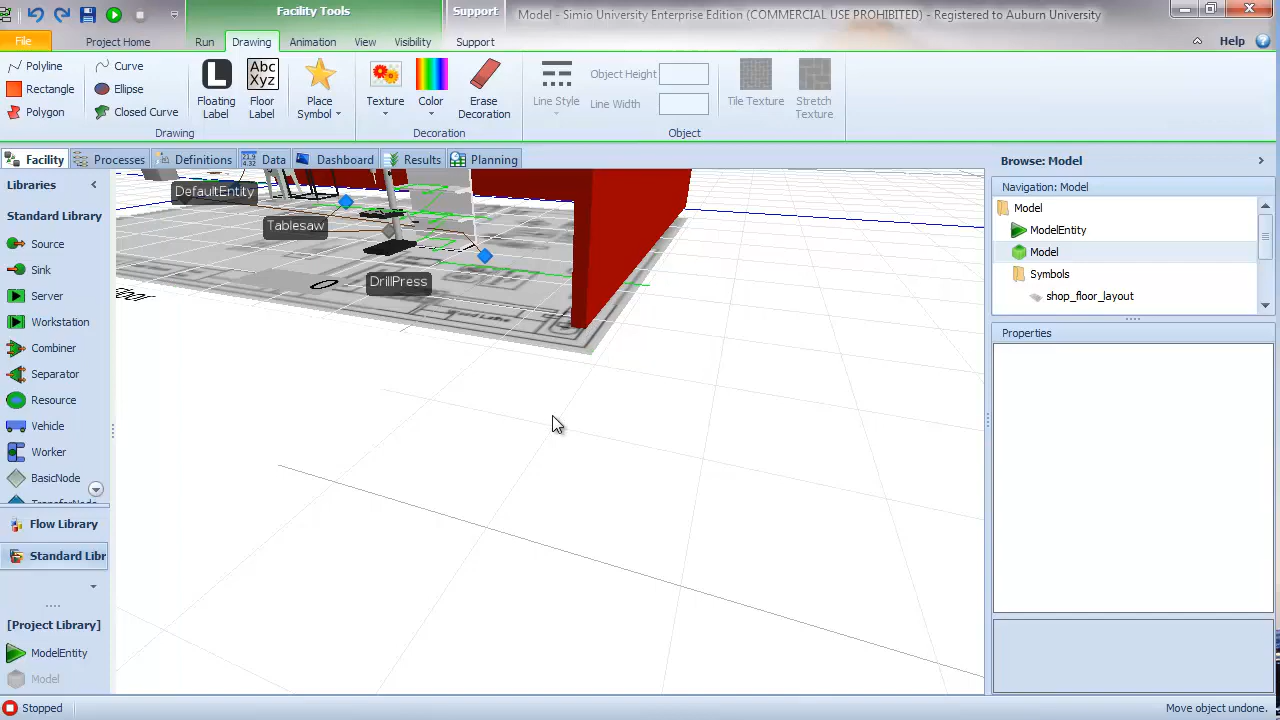 Facility Tools
Support
Model - Simio University Enterprise Edition (COMMERCIAL USE PROHIBITED) - Registered to Auburn University
File
Project Home
Run
Drawing
Animation
View
Visibility
Support
Help
Polyline
Rectangle
Polygon
Curve
Ellipse
Closed Curve
L
Floating Label
Abc
Xyz
Floor Label
Place Symbol
Drawing
Texture
Color
Erase Decoration
Decoration
Line Style
Object Height
Line Width
Tile Texture
Stretch Texture
Object
Facility
Processes
Definitions
Data
Dashboard
Results
Planning
Libraries
Standard Library
Source
Sink
Server
Workstation
Combiner
Separator
Resource
Vehicle
Worker
BasicNode
TransferNode
Flow Library
Standard Libr
[Project Library]
ModelEntity
Model
DefaultEntity
Tablesaw
DrillPress
Browse: Model
Navigation: Model
Model
ModelEntity
Model
Symbols
shop_floor_layout
Properties
Stopped
Move object undone.